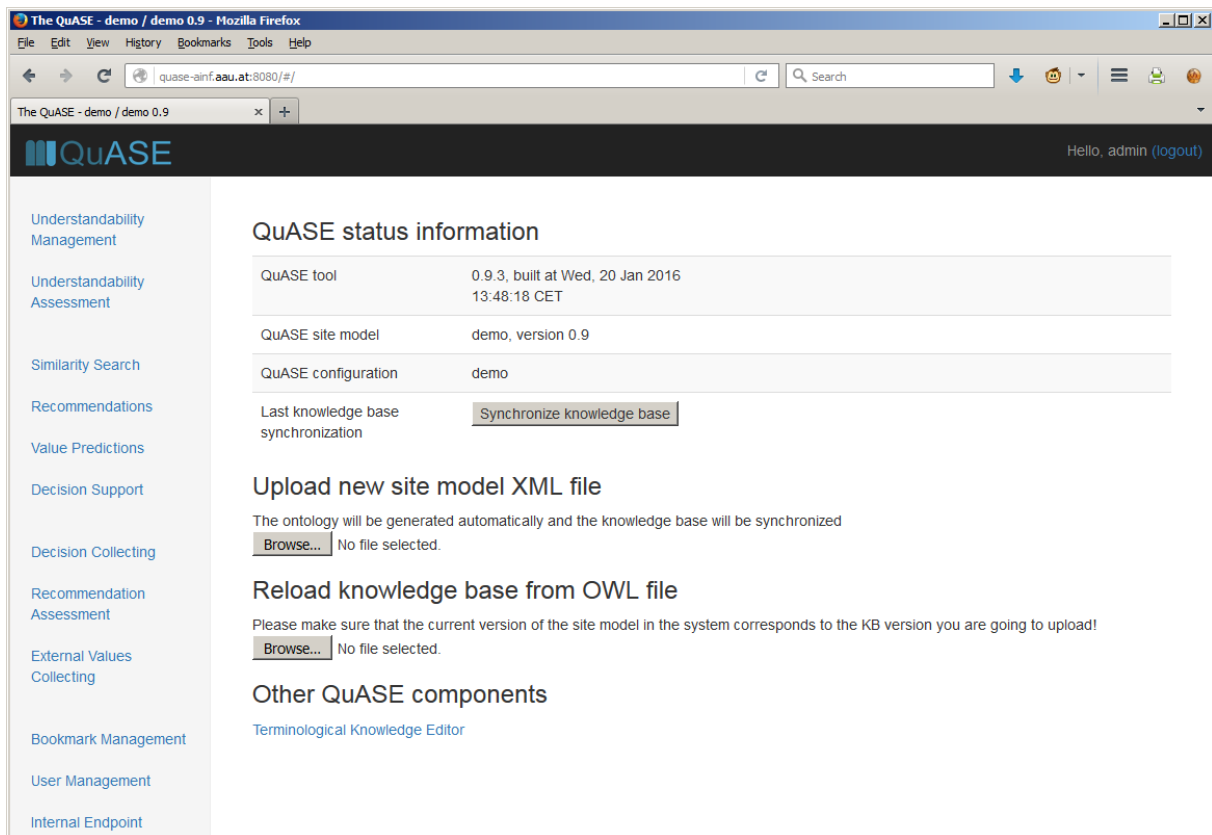 The QuASE - demo / demo 0.9 - Mozilla Firefox
File Edit View History Bookmarks Tools Help
quase-ainf.aau.at:8080/#/
Search
The QuASE - demo / demo 0.9
QuASE
Hello, admin (logout)
Understandability
Management
Understandability
Assessment
Similarity Search
Recommendations
Value Predictions
Decision Support
Decision Collecting
Recommendation
Assessment
External Values
Collecting
Bookmark Management
User Management
Internal Endpoint
QuASE status information
QuASE tool 0.9.3, built at Wed, 20 Jan 2016
13:48:18 CET
QuASE site model demo, version 0.9
QuASE configuration demo
Last knowledge base
synchronization
Synchronize knowledge base
Upload new site model XML file
The ontology will be generated automatically and the knowledge base will be synchronized
Browse... No file selected.
Reload knowledge base from OWL file
Please make sure that the current version of the site model in the system corresponds to the KB version you are going to upload!
Browse... No file selected.
Other QuASE components
Terminological Knowledge Editor